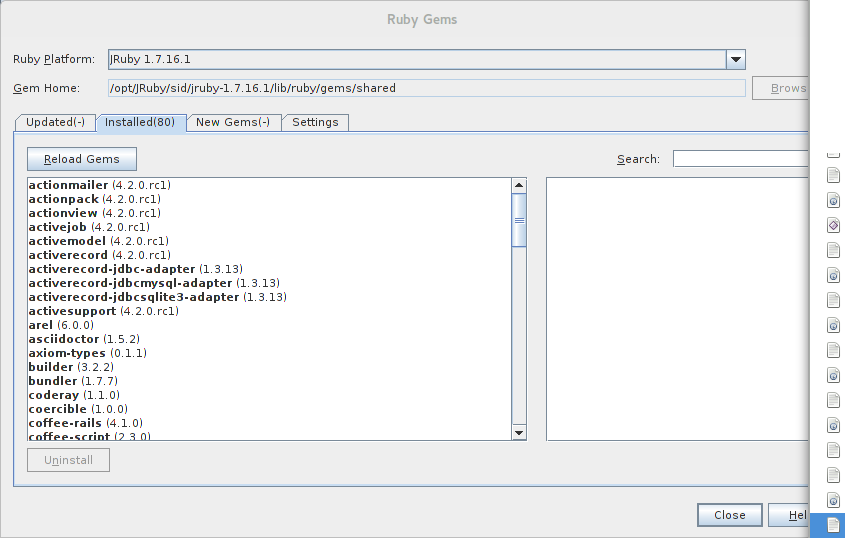 Ruby Gems
Ruby Platform: JRuby 1.7.16.1
Gem Home: /opt/JRuby/sid/jruby-1.7.16.1/lib/ruby/gems/shared Brows
Updated(-) Installed(80) New Gems(-) Settings
Reload Gems Search:
actionmailer (4.2.0.rc1)
actionpack (4.2.0.rc1)
actionview (4.2.0.rc1)
activejob (4.2.0.rc1)
activemodel (4.2.0.rc1)
activerecord (4.2.0.rc1)
activerecord-jdbc-adapter (1.3.13)
activerecord-jdbcmysql-adapter (1.3.13)
activerecord-jdbcsqlite3-adapter (1.3.13)
activesupport (4.2.0.rc1)
arel (6.0.0)
asciidoctor (1.5.2)
axiom-types (0.1.1)
builder (3.2.2)
bundler (1.7.7)
coderay (1.1.0)
coercible (1.0.0)
coffee-rails (4.1.0)
coffee-script (2.3.0)
Uninstall
Close Hel